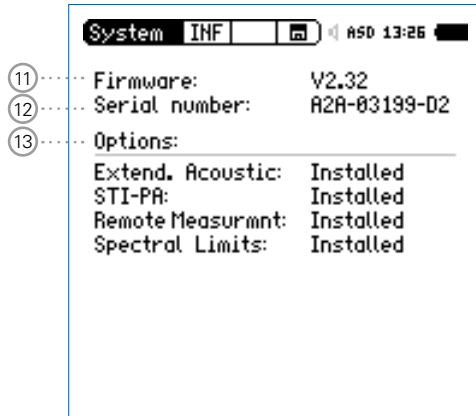 System INF ASD 13:26
11 Firmware: V2.32
12 Serial number: A2A-03199-D2
13 Options:
Extend. Acoustic: Installed
STI-PA: Installed
Remote Measurmnt: Installed
Spectral Limits: Installed